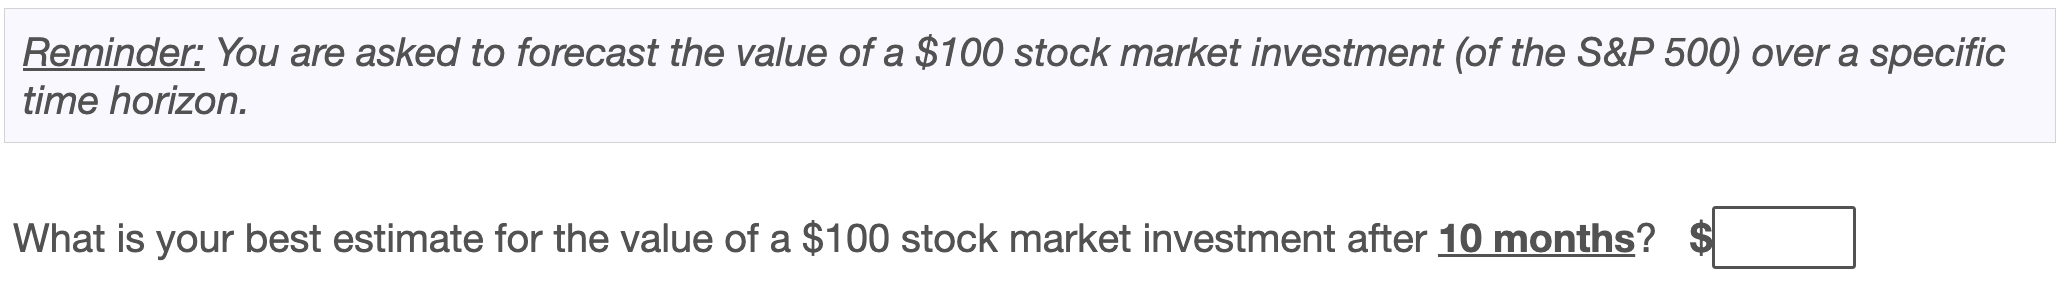 Reminder: You are asked to forecast the value of a $100 stock market investment (of the S&P 500) over a specific
time horizon.
What is your best estimate for the value of a $100 stock market investment after 10 months? $